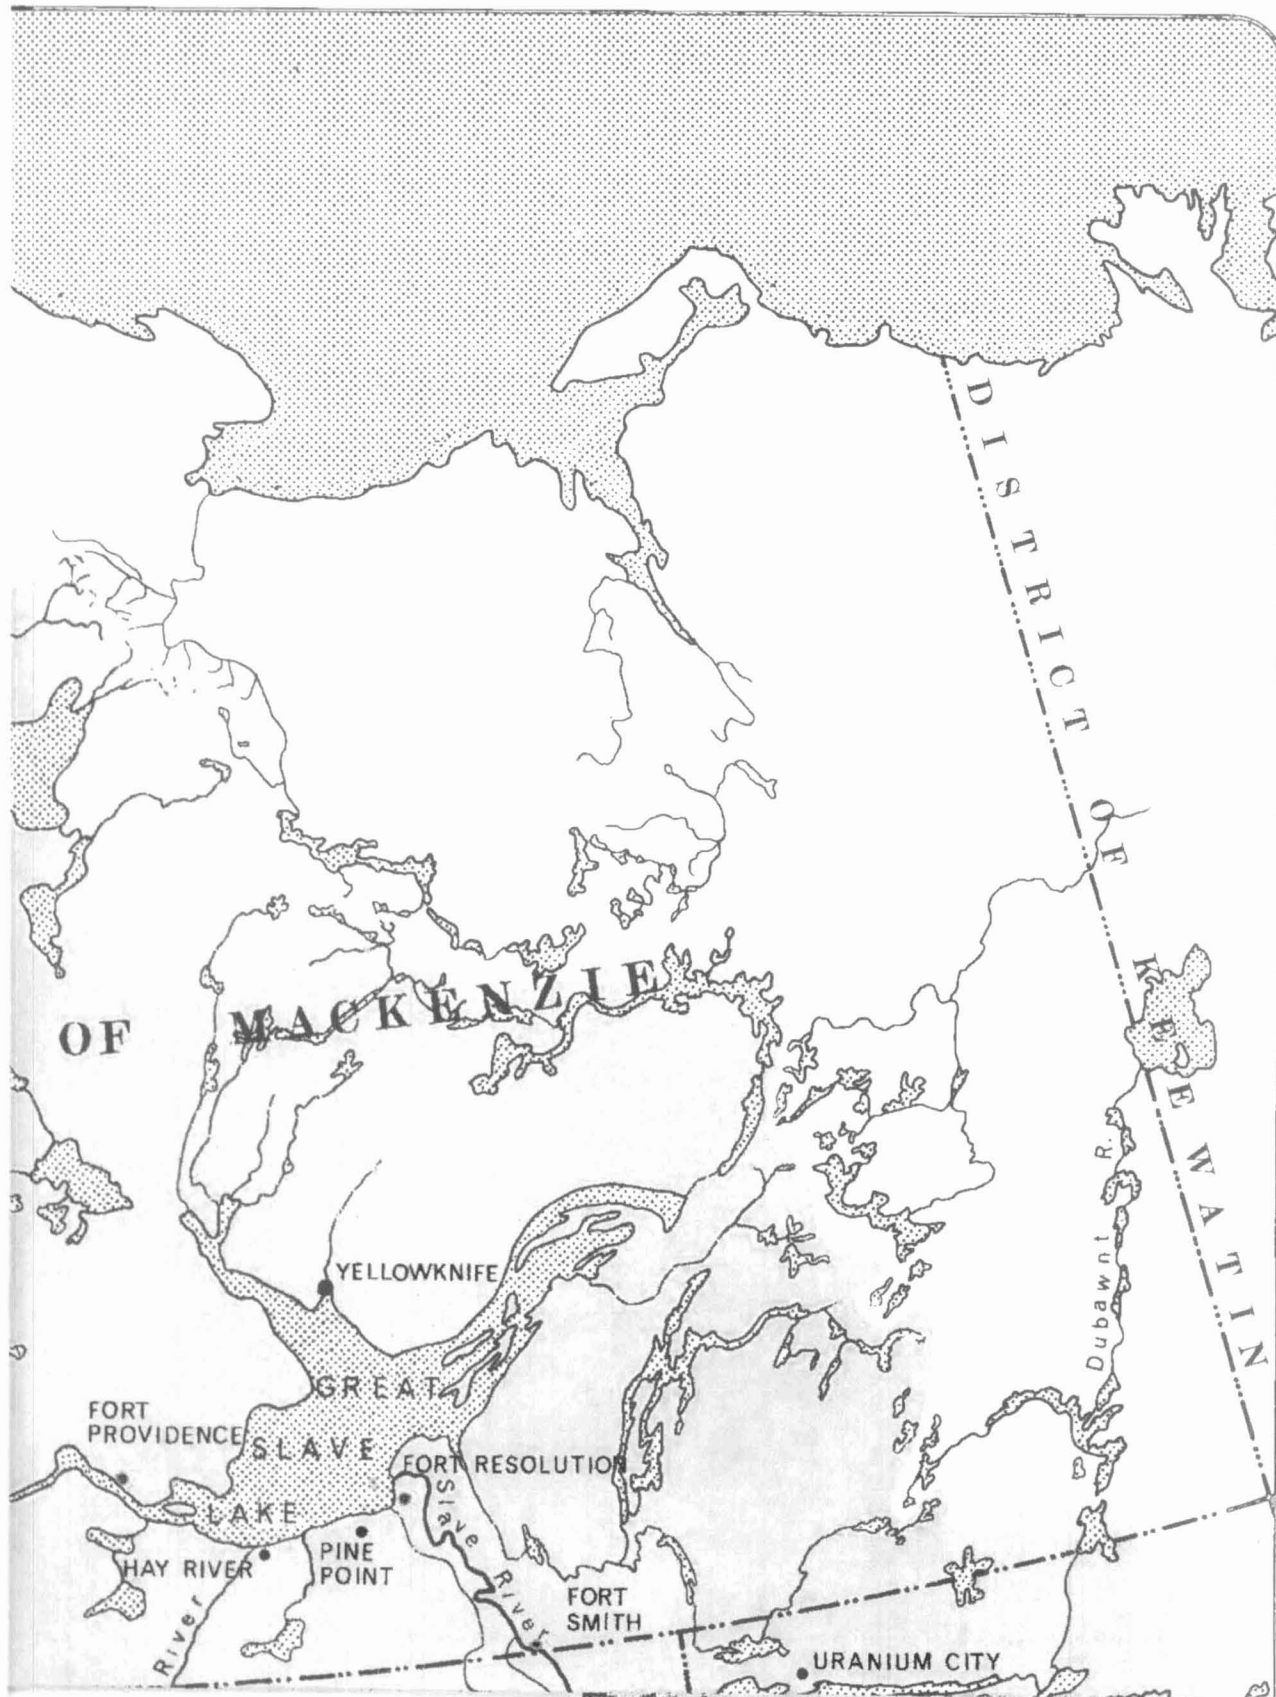 DISTRICT OF KEEWATIN
OF MACKENZIE
Dubawnt R.
YELLOWKNIFE
GREAT
SLAVE
LAKE
FORT
PROVIDENCE
FORT RESOLUTION
Slave River
HAY RIVER
PINE
POINT
FORT
SMITH
River
URANIUM CITY